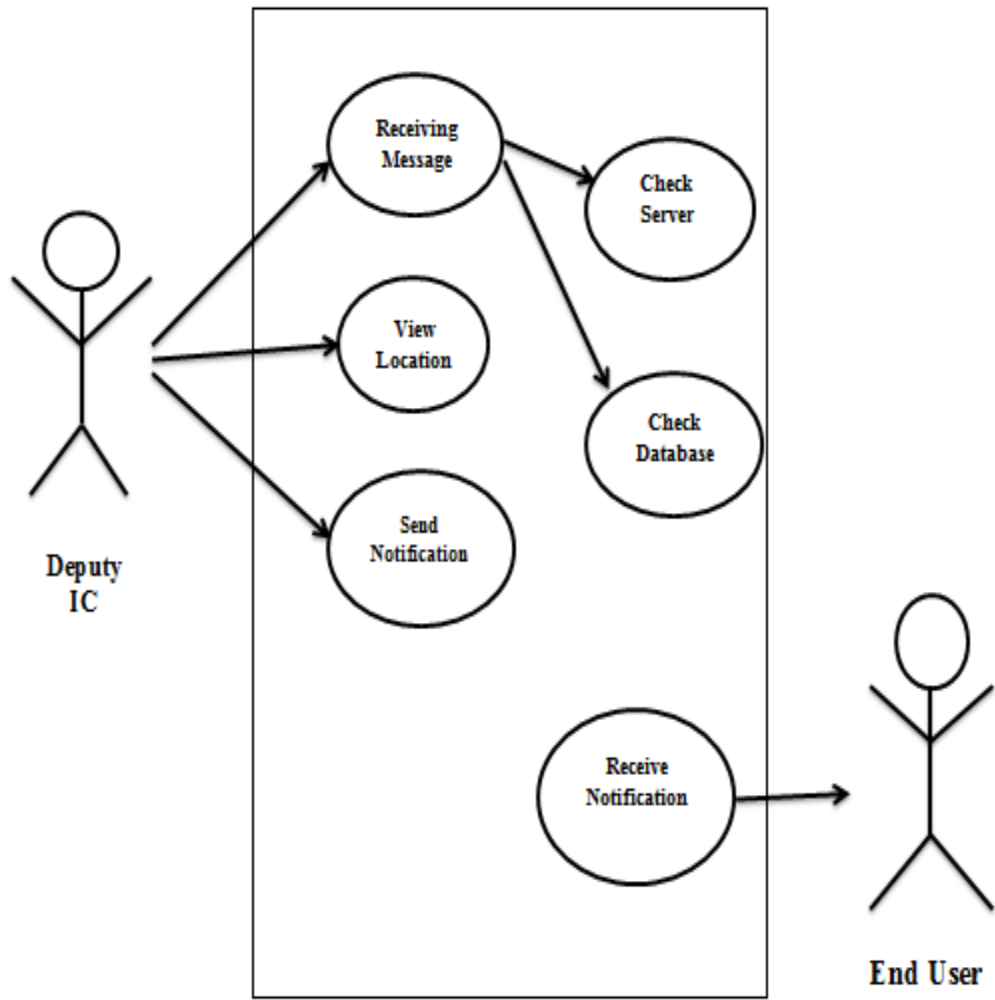 Receiving
Message
Check
Server
View
Location
Check
Database
Send
Notification
Deputy
IC
Receive
Notification
End User